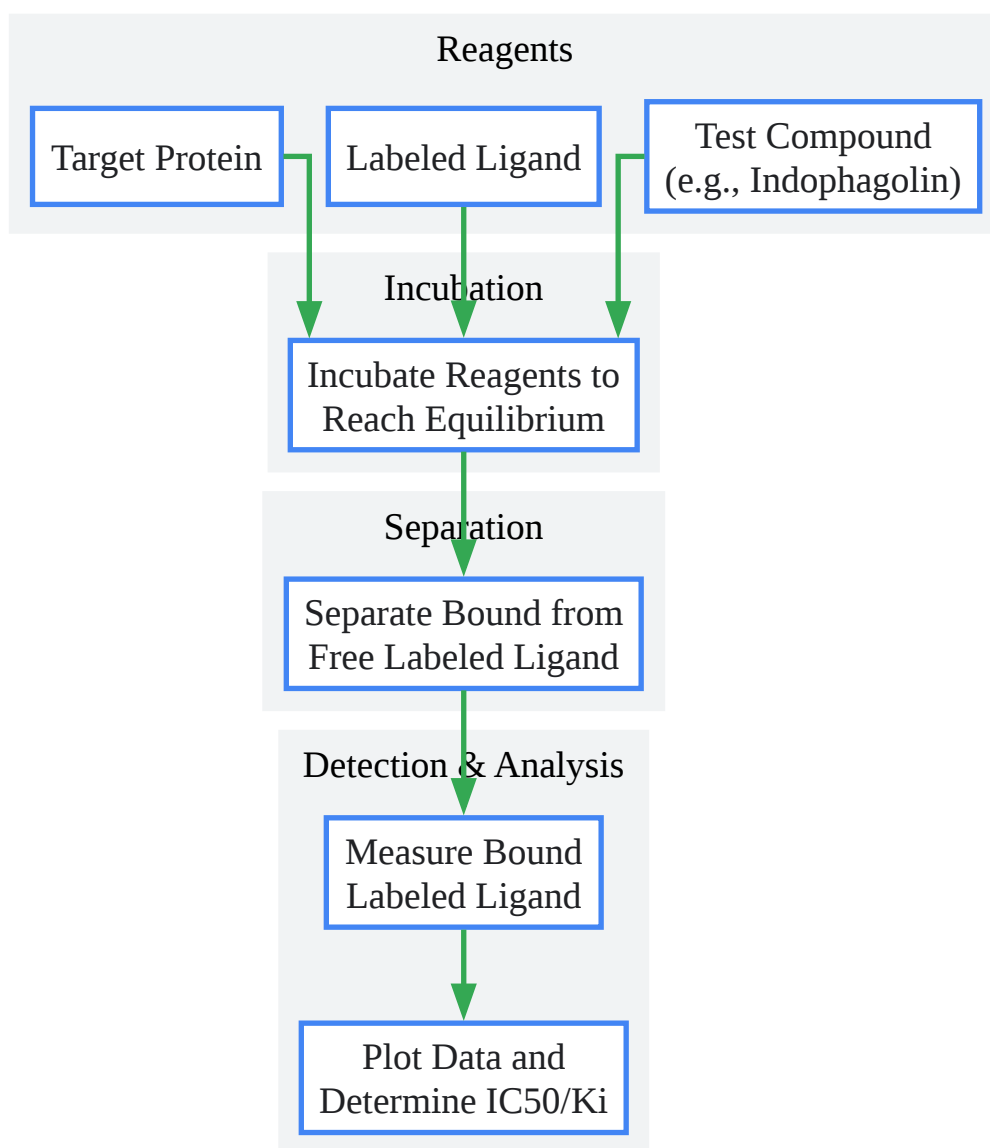 Reagents
Target Protein
Labeled Ligand
Test Compound
(e.g., Indophagolin)
Incubation
Incubate Reagents to
Reach Equilibrium
Separation
Separate Bound from
Free Labeled Ligand
Detection & Analysis
Measure Bound
Labeled Ligand
Plot Data and
Determine IC50/Ki